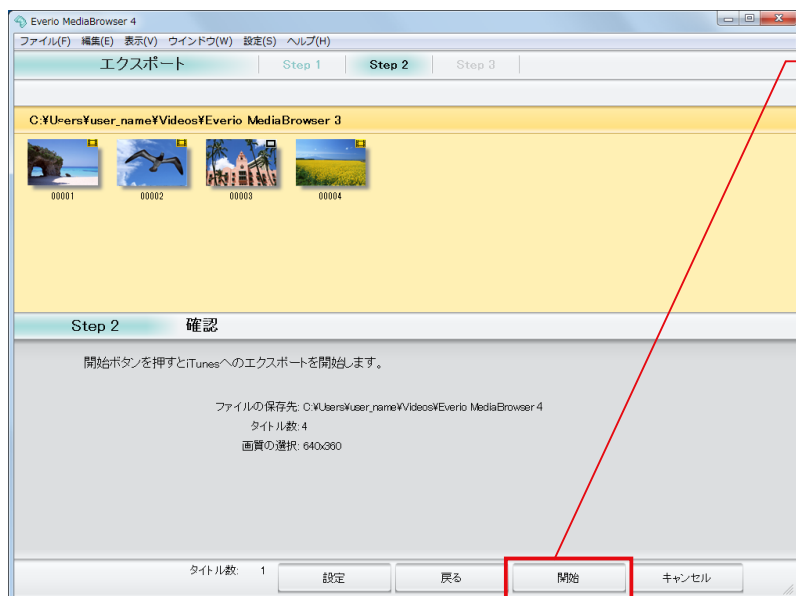 Everio MediaBrowser 4
ファイル(F) 編集(E) 表示(V) ウインドウ(W) 設定(S) ヘルプ(H)
エクスポート Step 1 Step 2 Step 3
C:¥Users¥user_name¥Videos¥Everio MediaBrowser 3
00001 00002 00003 00004
Step 2 確認
開始ボタンを押すとiTunesへのエクスポートを開始します。
ファイルの保存先: C:¥Users¥user_name¥Videos¥Everio MediaBrowser 4
タイトル数: 4
画質の選択: 640x360
タイトル数: 1 設定 戻る 開始 キャンセル